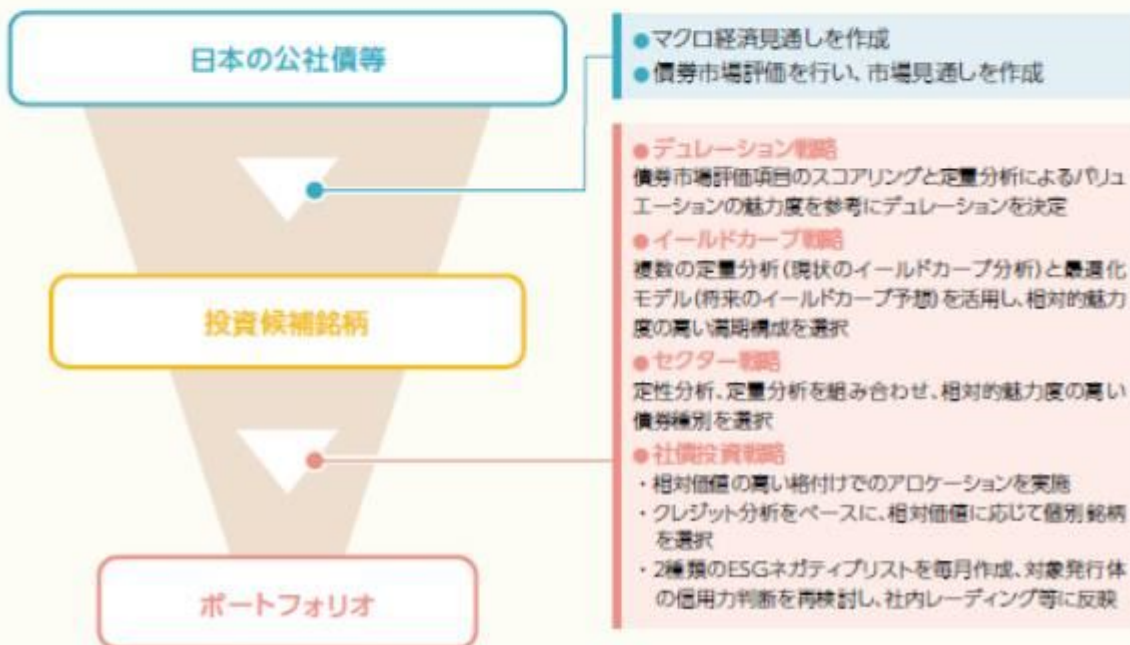 日本の公社債等
●マクロ経済見通しを作成
●債券市場評価を行い、市場見通しを作成
●デュレーション戦略
債券市場評価項目のスコアリングと定量分析によるバリュ
エーションの魅力度を参考にデュレーションを決定
●イールドカーブ戦略
複数の定量分析(現状のイールドカーブ分析)と最適化
モデル(将来のイールドカーブ予想)を活用し、相対的魅力
度の高い満期構成を選択
投資候補銘柄
●セクター戦略
定性分析、定量分析を組み合わせ、相対的魅力度の高い
債券種別を選択
●社債投資戦略
・相対価値の高い格付けでのアロケーションを実施
・クレジット分析をベースに、相対価値に応じて個別銘柄
を選択
・2種類のESGネガティブリストを毎月作成、対象発行体
の信用力判断を再検討し、社内レーディング等に反映
ポートフォリオ